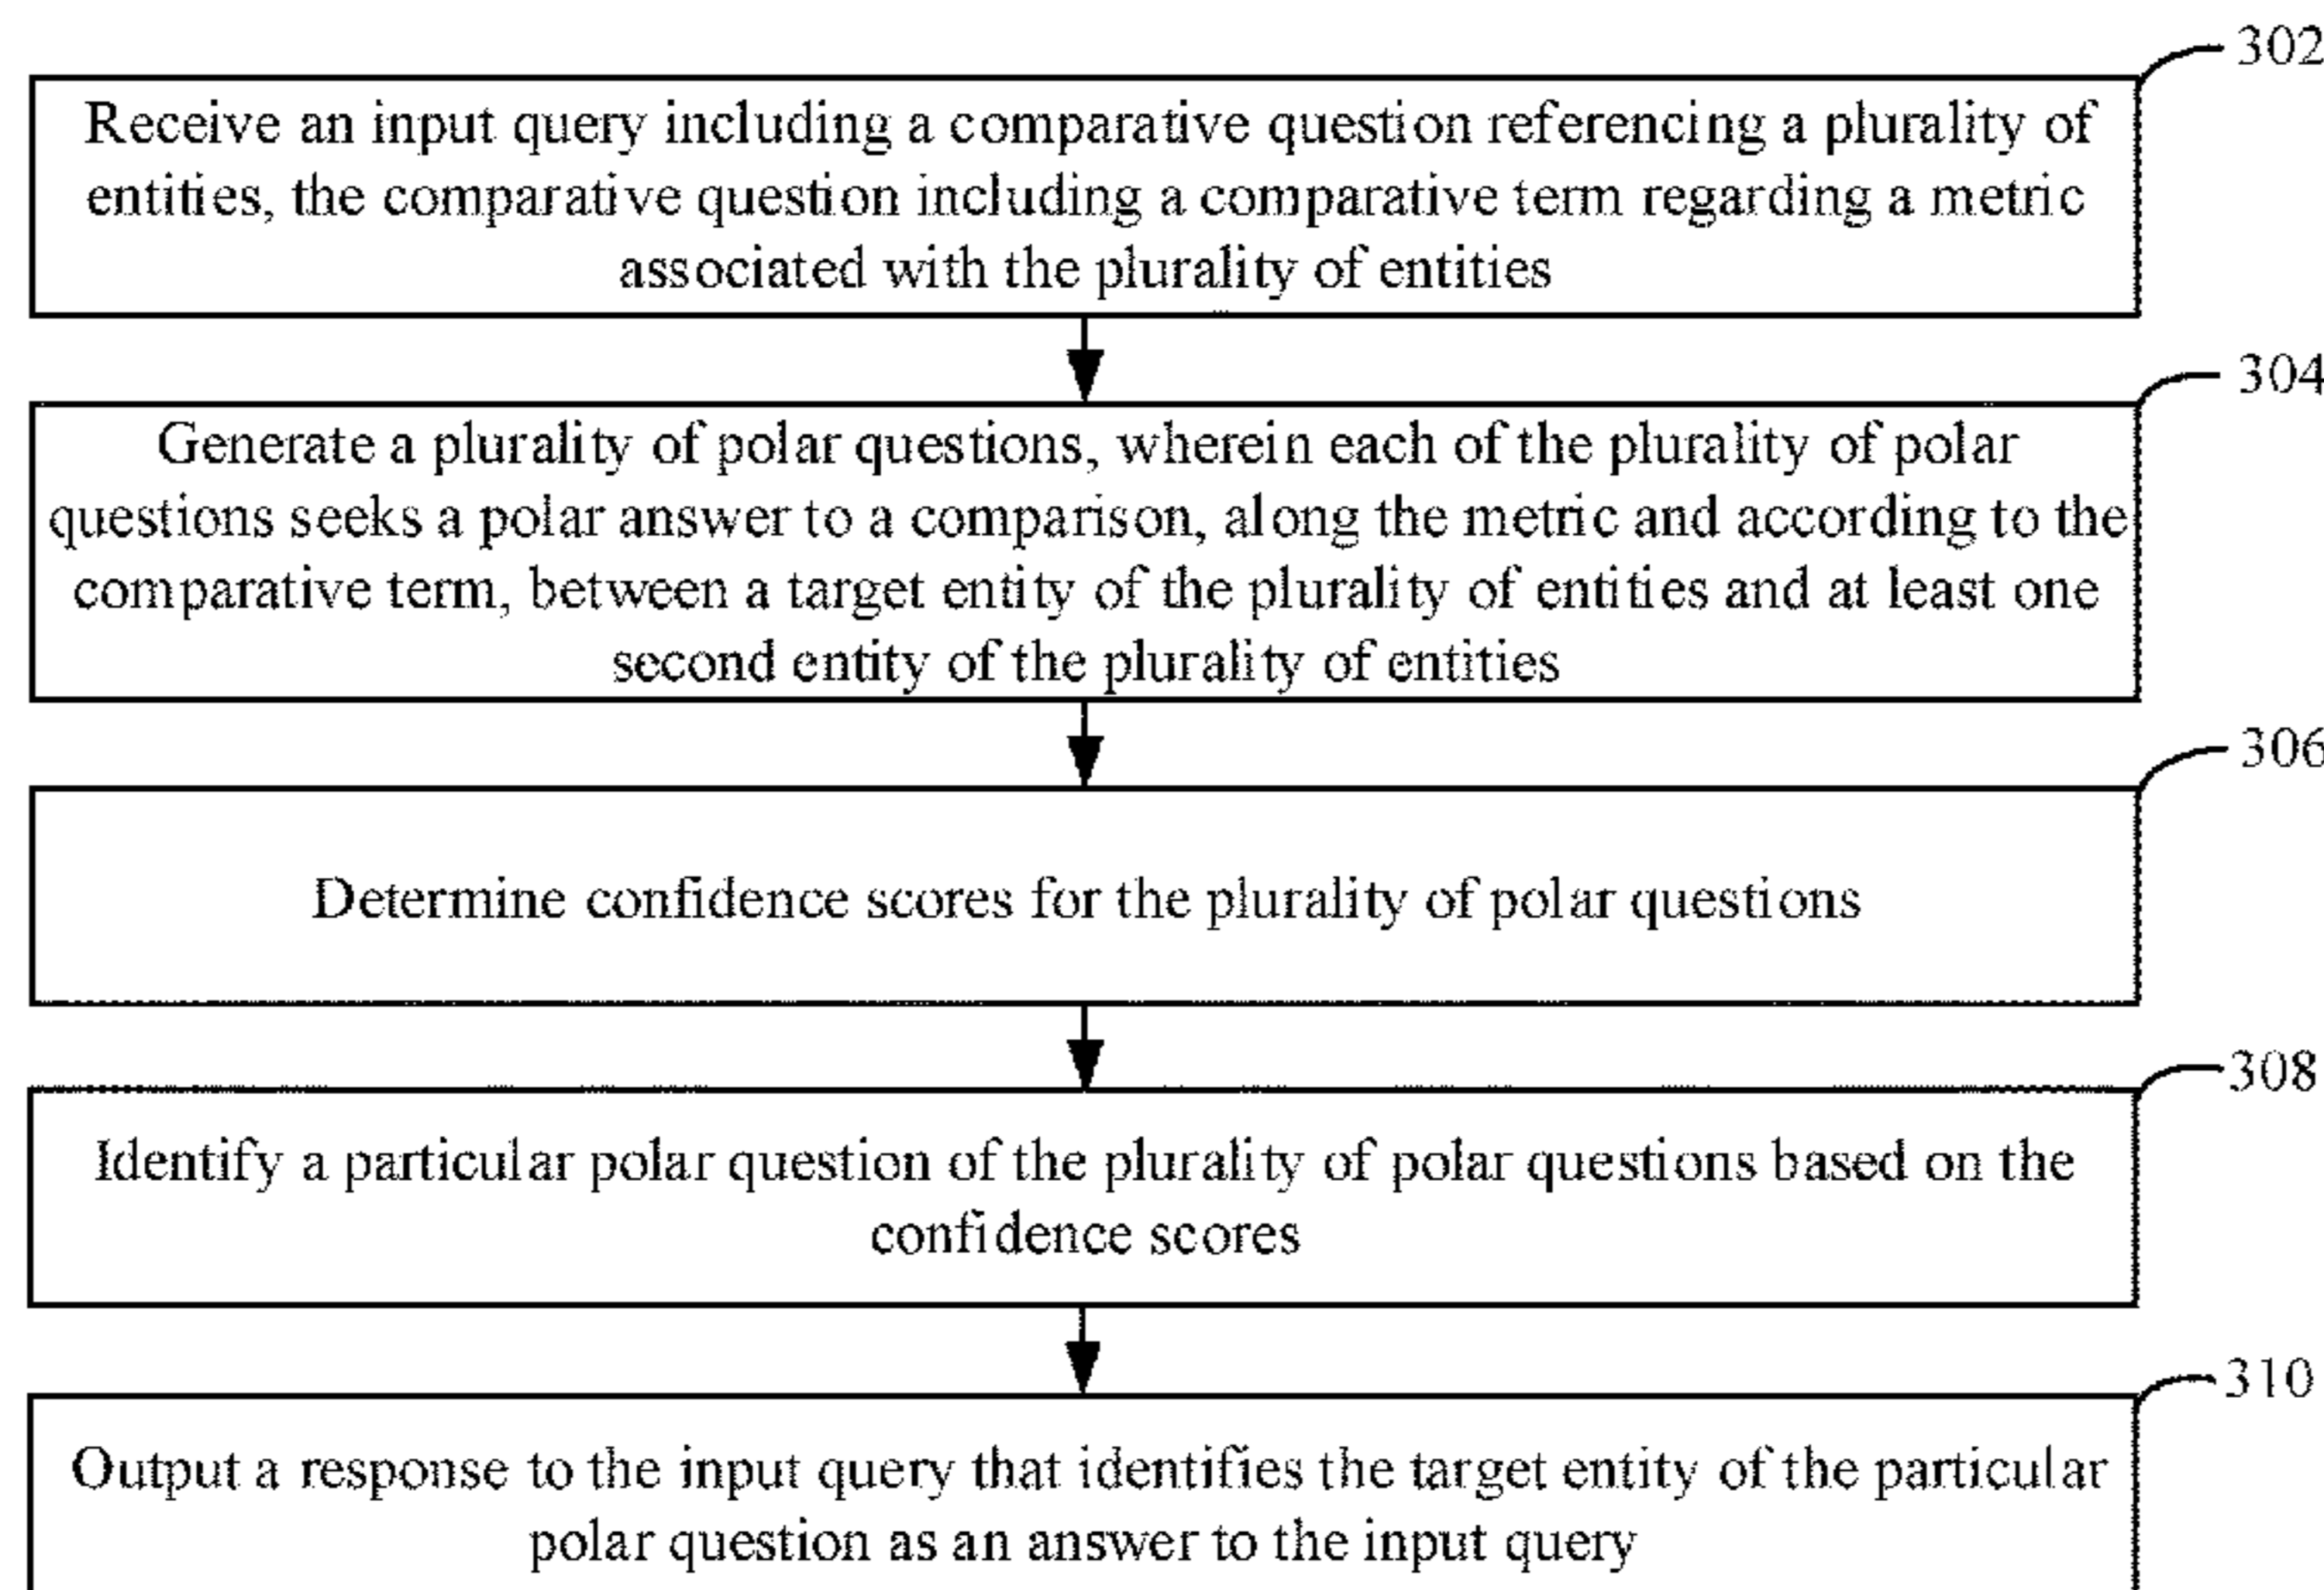 302
Receive an input query including a comparative question referencing a plurality of
entities, the comparative question including a comparative term regarding a metric
associated with the plurality of entities
304
Generate a plurality of polar questions, wherein each of the plurality of polar
questions seeks a polar answer to a comparison, along the metric and according to the
comparative term, between a target entity of the plurality of entities and at least one
second entity of the plurality of entities
306
Determine confidence scores for the plurality of polar questions
308
Identify a particular polar question of the plurality of polar questions based on the
confidence scores
310
Output a response to the input query that identifies the target entity of the particular
polar question as an answer to the input query